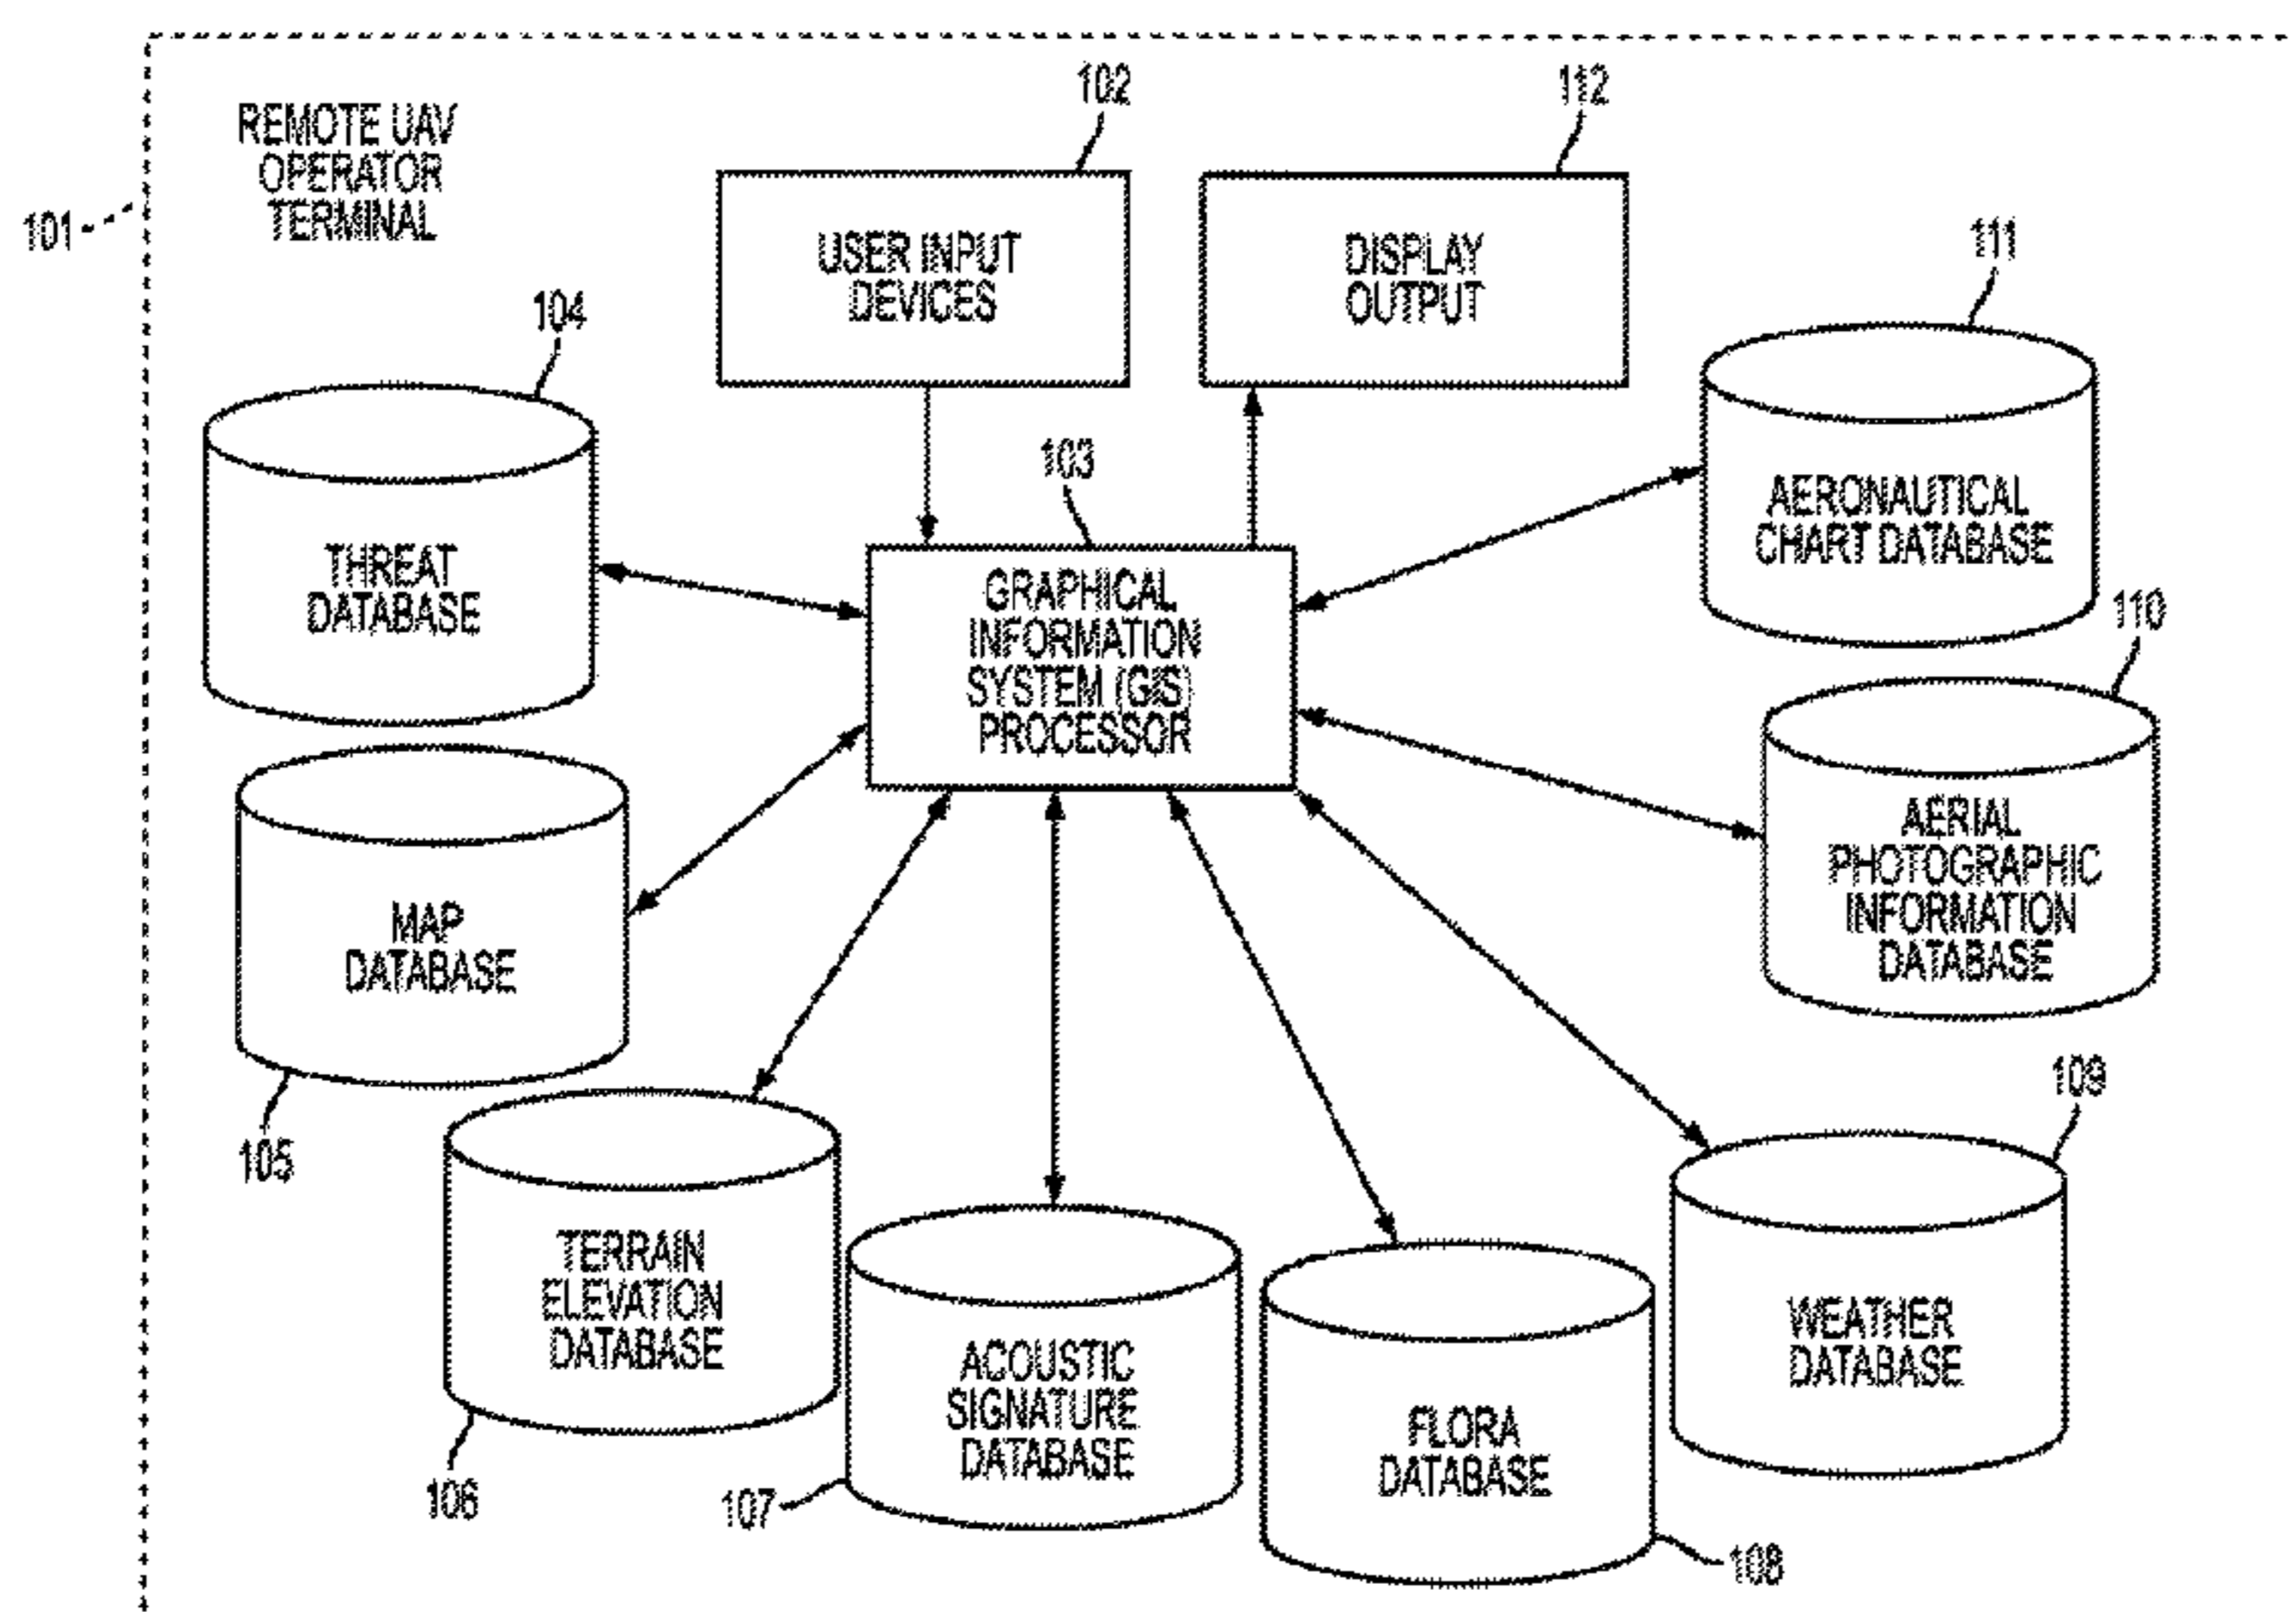 102
112
REMOTE UAV
OPERATOR
TERMINAL
101
USER INPUT
DEVICES
DISPLAY
OUTPUT
111
104
103
AERONAUTICAL
CHART DATABASE
THREAT
DATABASE
GRAPHICAL
INFORMATION
SYSTEM (GIS)
PROCESSOR
110
AERIAL
PHOTOGRAPHIC
INFORMATION
DATABASE
MAP
DATABASE
105
109
TERRAIN
ELEVATION
DATABASE
106
ACOUSTIC
SIGNATURE
DATABASE
107
FLORA
DATABASE
108
WEATHER
DATABASE